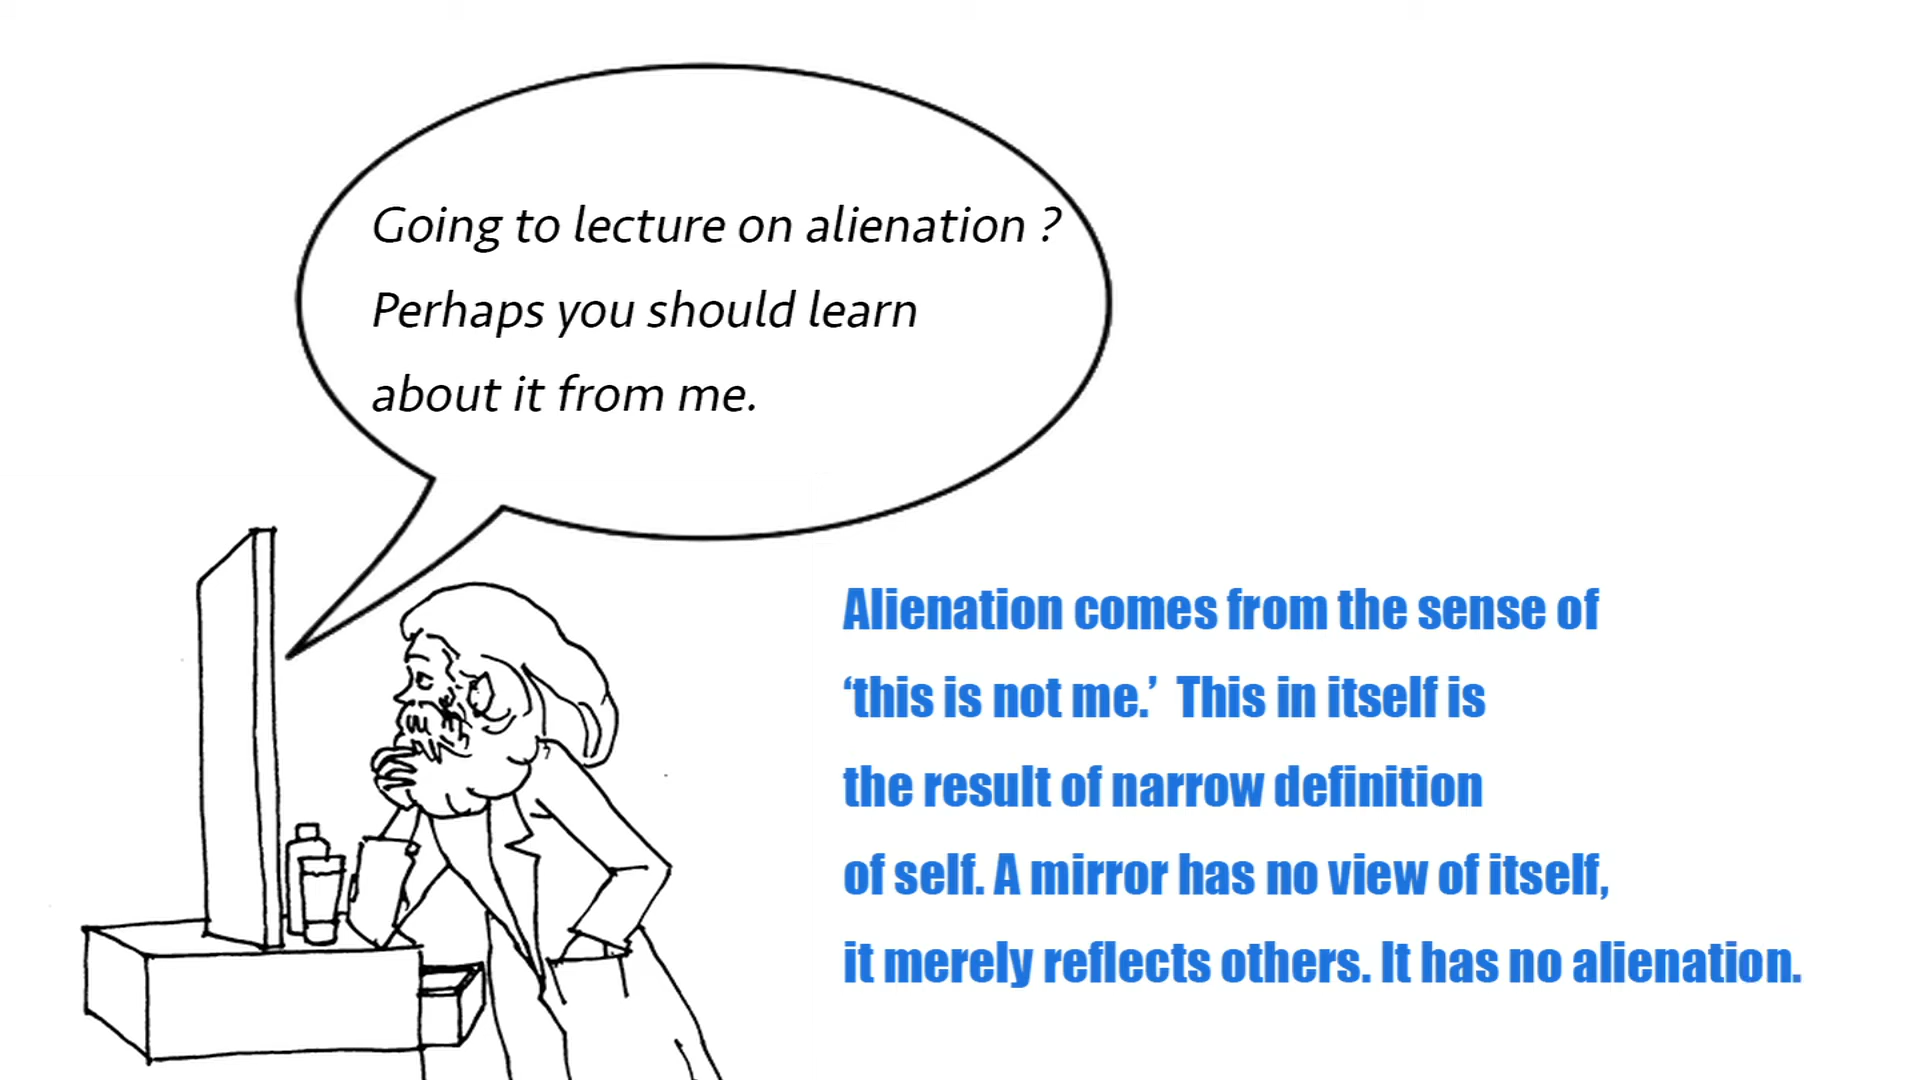 Going to lecture on alienation ?
Perhaps you should learn
about it from me.
Alienation comes from the sense of
‘this is not me.’ This in itself is
the result of narrow definition
of self. A mirror has no view of itself,
it merely reflects others. It has no alienation.